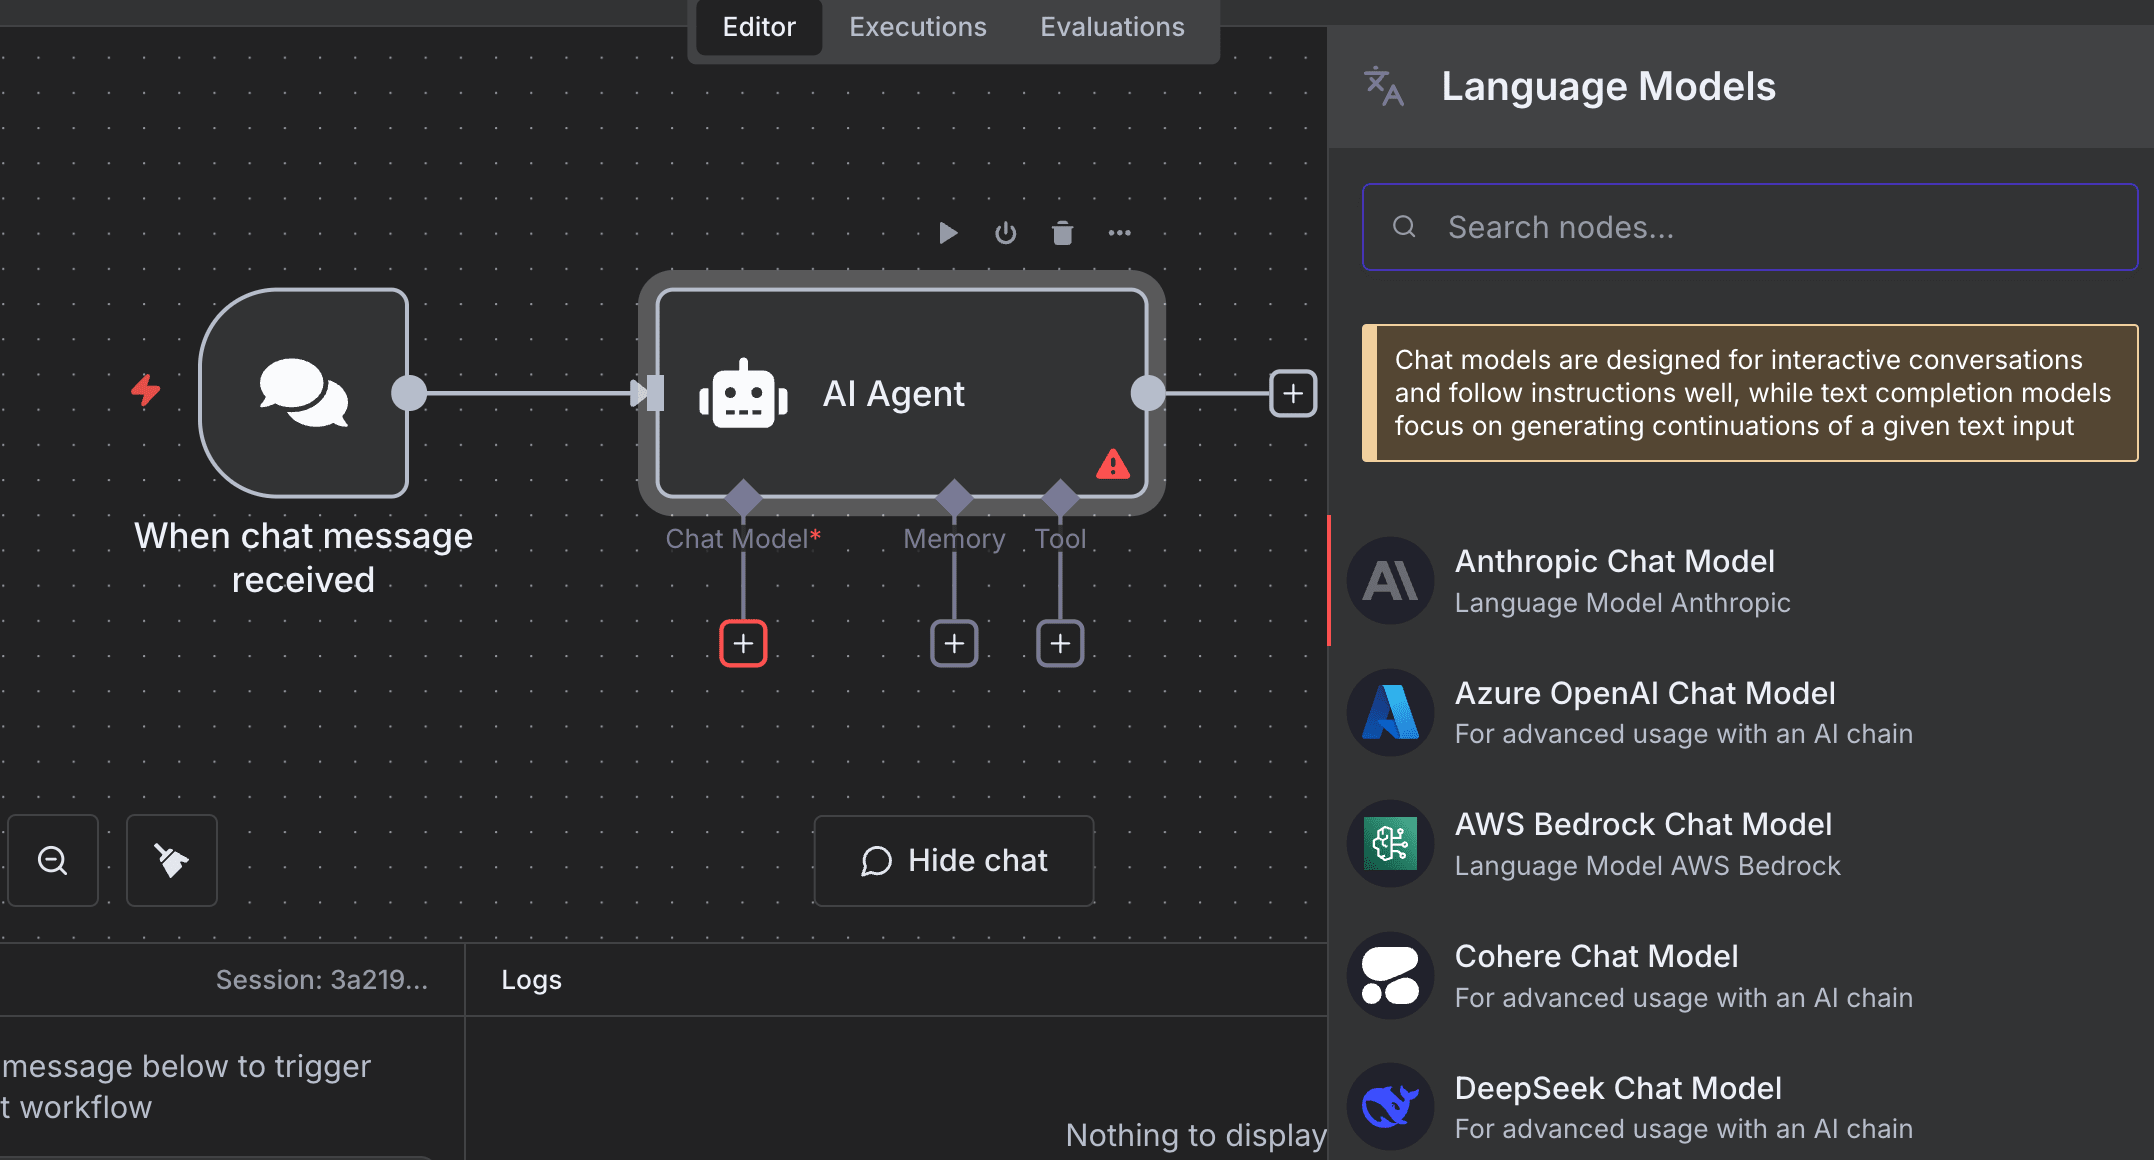 Editor
Executions
Evaluations
Language Models
Search nodes...
Chat models are designed for interactive conversations
and follow instructions well, while text completion models
focus on generating continuations of a given text input
AI Agent
Chat Model*
Memory
Tool
When chat message
received
Anthropic Chat Model
Language Model Anthropic
Azure OpenAI Chat Model
For advanced usage with an AI chain
AWS Bedrock Chat Model
Language Model AWS Bedrock
Cohere Chat Model
For advanced usage with an AI chain
DeepSeek Chat Model
For advanced usage with an AI chain
Hide chat
Session: 3a219...
Logs
message below to trigger
t workflow
Nothing to display